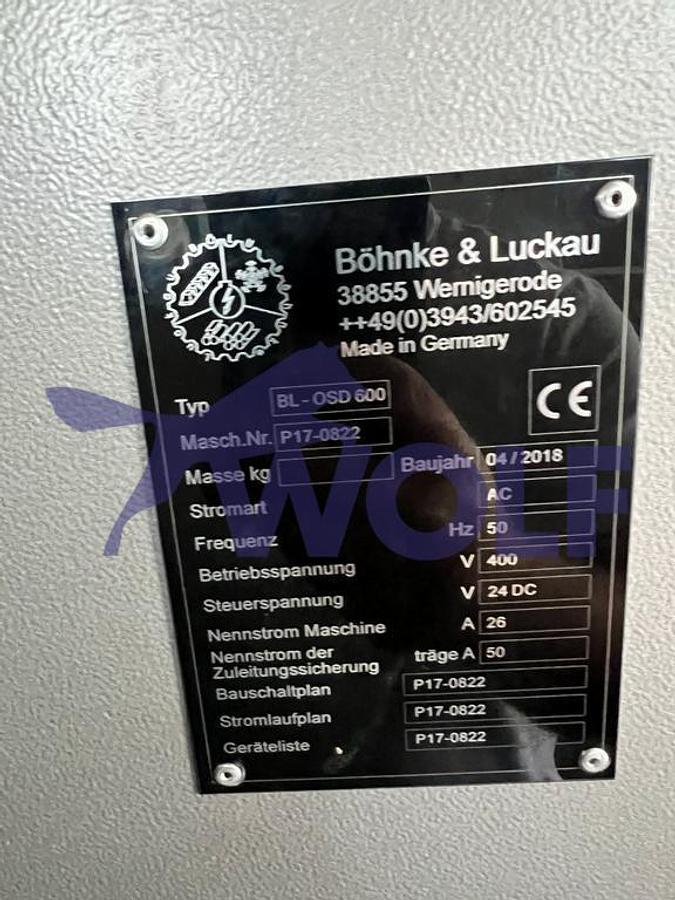 Böhnke & Luckau
38855 Wernigerode
++49(0)3943/602545
Made in Germany
Typ BL - OSD 600
CE
Masch.Nr. P17-0822
Masse kg Baujahr 04 / 2018
Stromart AC
Frequenz Hz 50
Betriebsspannung V 400
Steuerspannung V 24 DC
Nennstrom Maschine A 26
Nennstrom der
Zuleitungssicherung träge A 50
Bauschaltplan P17-0822
Stromlaufplan P17-0822
Geräteliste P17-0822
WOLF